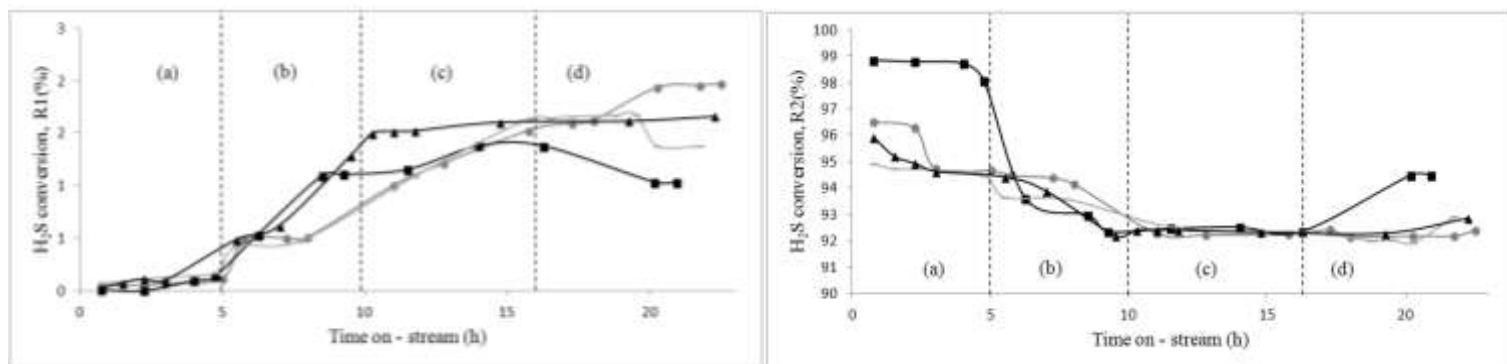 3
2
2
1
1
0
H₂S conversion, R1(%)
(a)
(b)
(c)
(d)
0
5
10
15
20
Time on - stream (h)
100
99
98
97
96
95
94
93
92
91
90
H₂S conversion, R2(%)
(a)
(b)
(c)
(d)
0
5
10
15
20
Time on - stream (h)